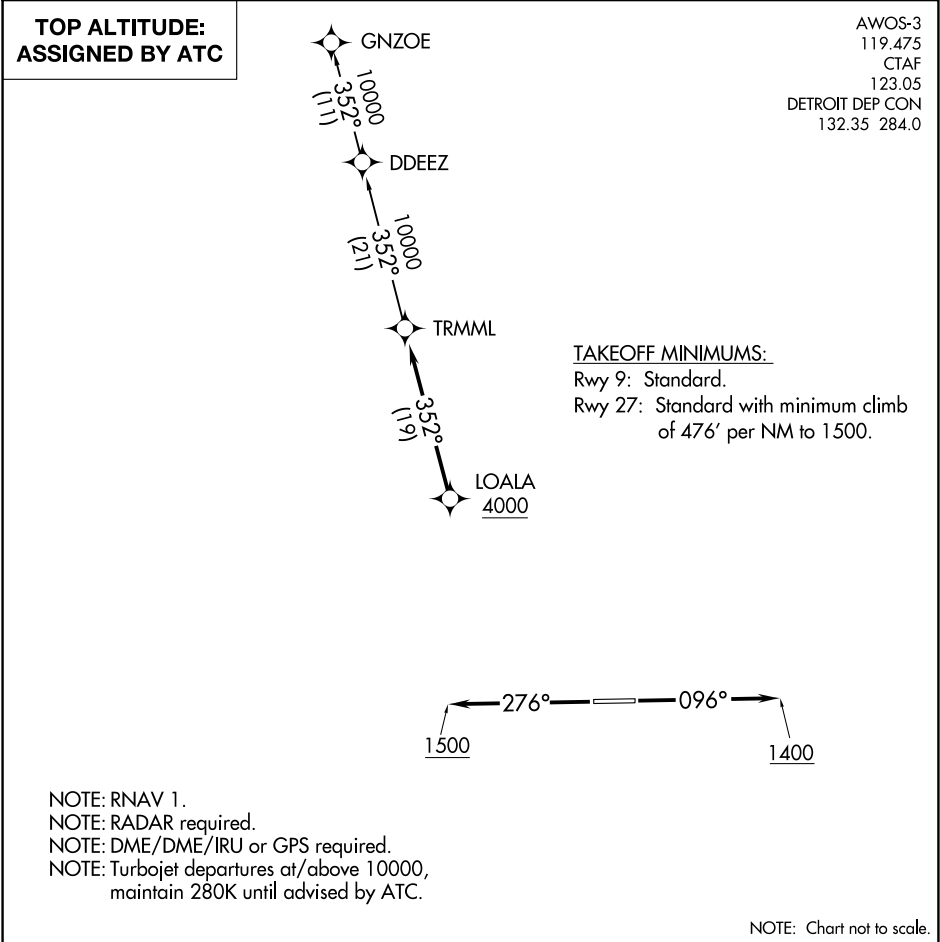 TOP ALTITUDE:
ASSIGNED BY ATC
AWOS-3
119.475
CTAF
123.05
DETROIT DEP CON
132.35 284.0
GNZOE
10000
352°
(11)
DDEEZ
10000
352°
(21)
TRMML
352°
(19)
LOALA
4000
TAKEOFF MINIMUMS:
Rwy 9: Standard.
Rwy 27: Standard with minimum climb
of 476' per NM to 1500.
276°
096°
1500
1400
NOTE: RNAV 1.
NOTE: RADAR required.
NOTE: DME/DME/IRU or GPS required.
NOTE: Turbojet departures at/above 10000,
maintain 280K until advised by ATC.
NOTE: Chart not to scale.